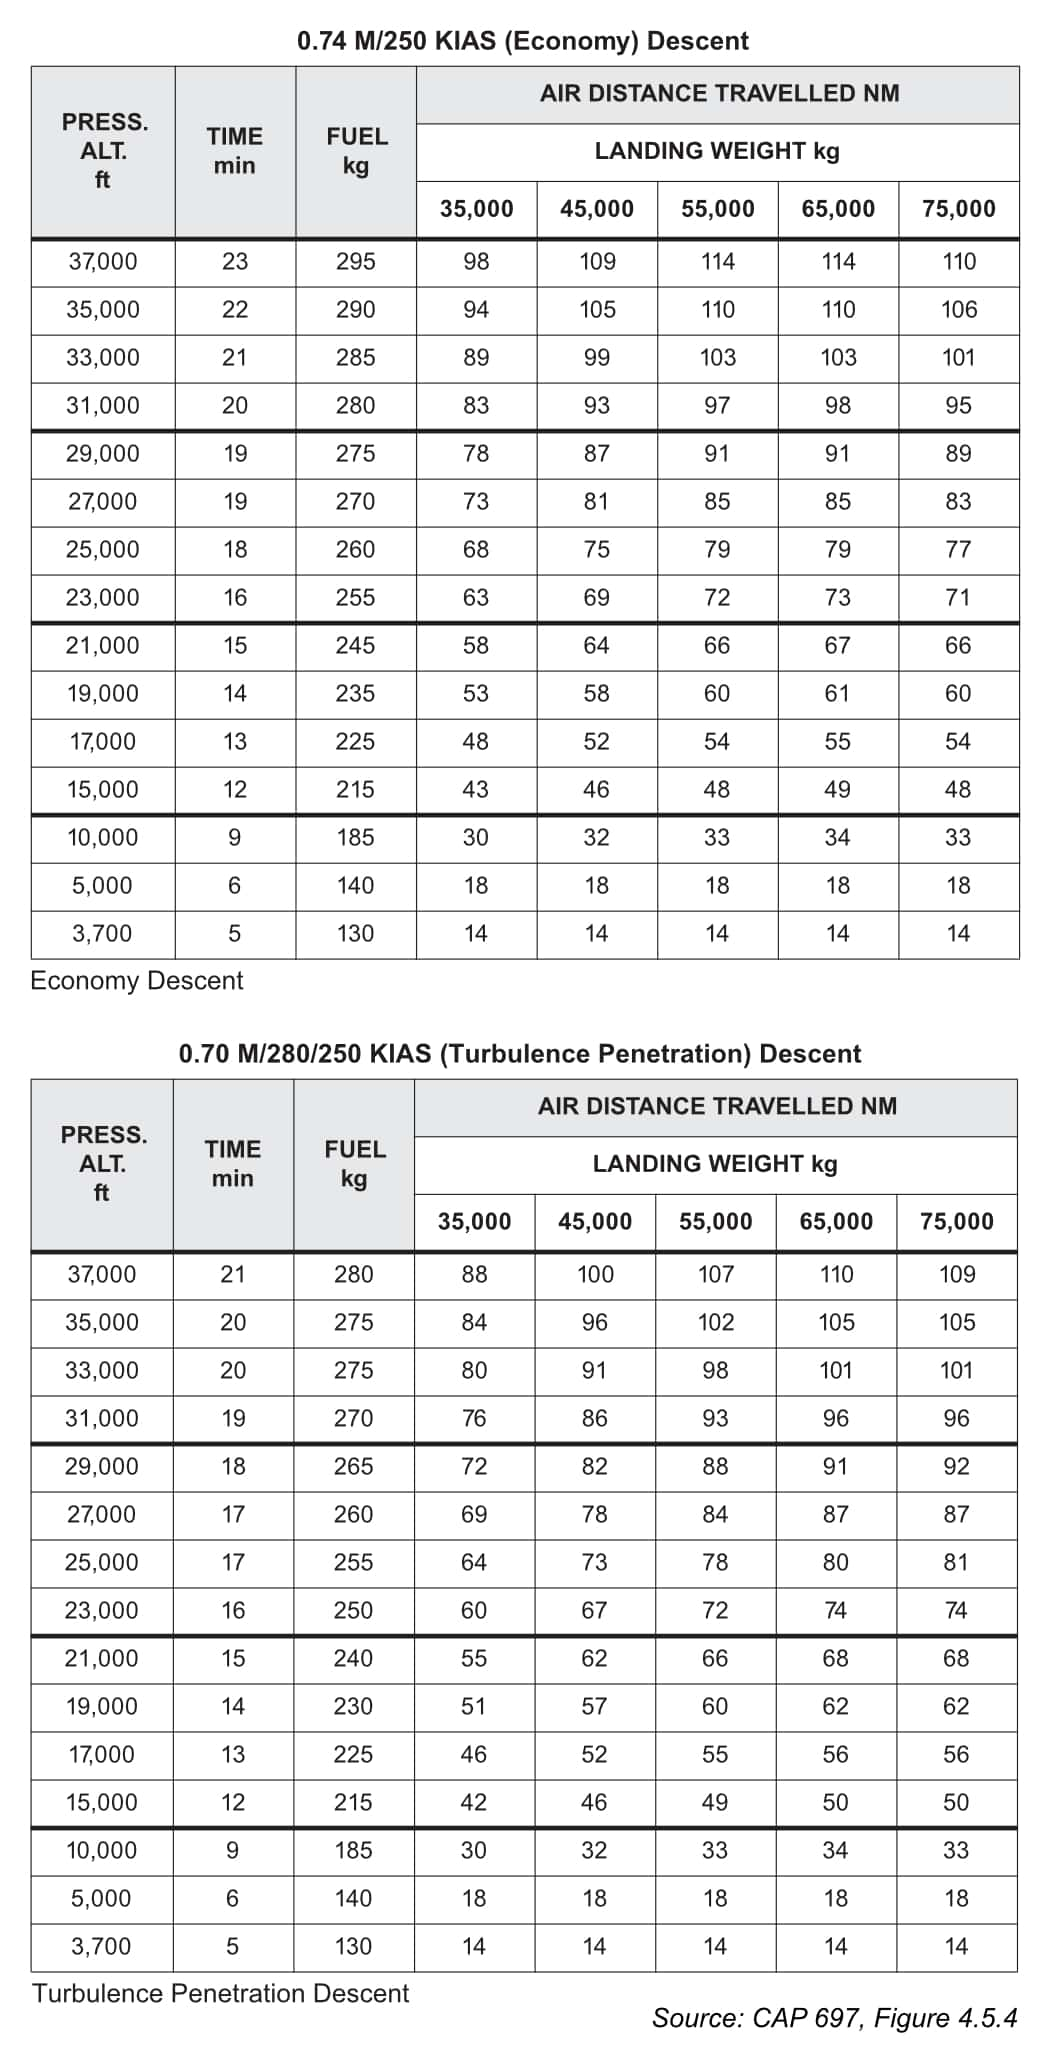 0.74 M/250 KIAS (Economy) Descent
PRESS. ALT. ft TIME min FUEL kg AIR DISTANCE TRAVELLED NM
LANDING WEIGHT kg
35,000 45,000 55,000 65,000 75,000
37,000 23 295 98 109 114 114 110
35,000 22 290 94 105 110 110 106
33,000 21 285 89 99 103 103 101
31,000 20 280 83 93 97 98 95
29,000 19 275 78 87 91 91 89
27,000 19 270 73 81 85 85 83
25,000 18 260 68 75 79 79 77
23,000 16 255 63 69 72 73 71
21,000 15 245 58 64 66 67 66
19,000 14 235 53 58 60 61 60
17,000 13 225 48 52 54 55 54
15,000 12 215 43 46 48 49 48
10,000 9 185 30 32 33 34 33
5,000 6 140 18 18 18 18 18
3,700 5 130 14 14 14 14 14
Economy Descent
0.70 M/280/250 KIAS (Turbulence Penetration) Descent
PRESS. ALT. ft TIME min FUEL kg AIR DISTANCE TRAVELLED NM
LANDING WEIGHT kg
35,000 45,000 55,000 65,000 75,000
37,000 21 280 88 100 107 110 109
35,000 20 275 84 96 102 105 105
33,000 20 275 80 91 98 101 101
31,000 19 270 76 86 93 96 96
29,000 18 265 72 82 88 91 92
27,000 17 260 69 78 84 87 87
25,000 17 255 64 73 78 80 81
23,000 16 250 60 67 72 74 74
21,000 15 240 55 62 66 68 68
19,000 14 230 51 57 60 62 62
17,000 13 225 46 52 55 56 56
15,000 12 215 42 46 49 50 50
10,000 9 185 30 32 33 34 33
5,000 6 140 18 18 18 18 18
3,700 5 130 14 14 14 14 14
Turbulence Penetration Descent
Source: CAP 697, Figure 4.5.4